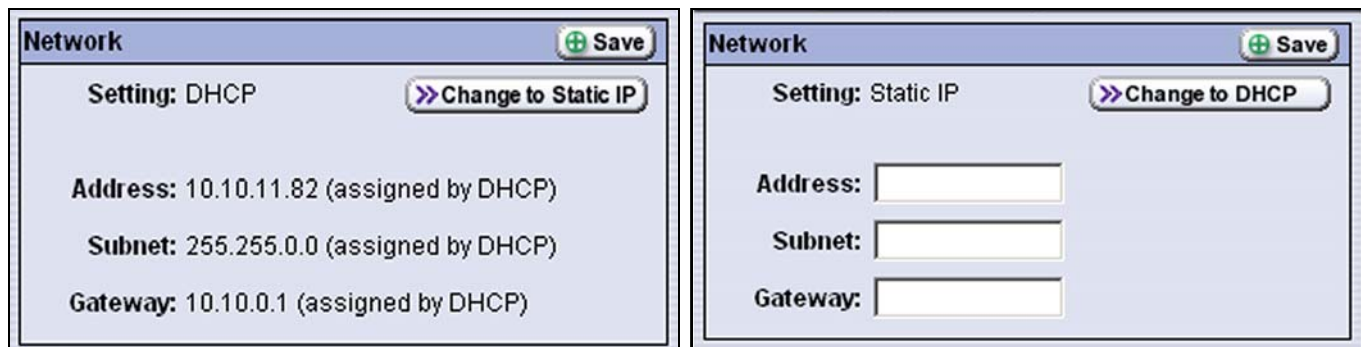 Network
Save
Setting: DHCP
Change to Static IP
Address: 10.10.11.82 (assigned by DHCP)
Subnet: 255.255.0.0 (assigned by DHCP)
Gateway: 10.10.0.1 (assigned by DHCP)
Network
Save
Setting: Static IP
Change to DHCP
Address:
Subnet:
Gateway: